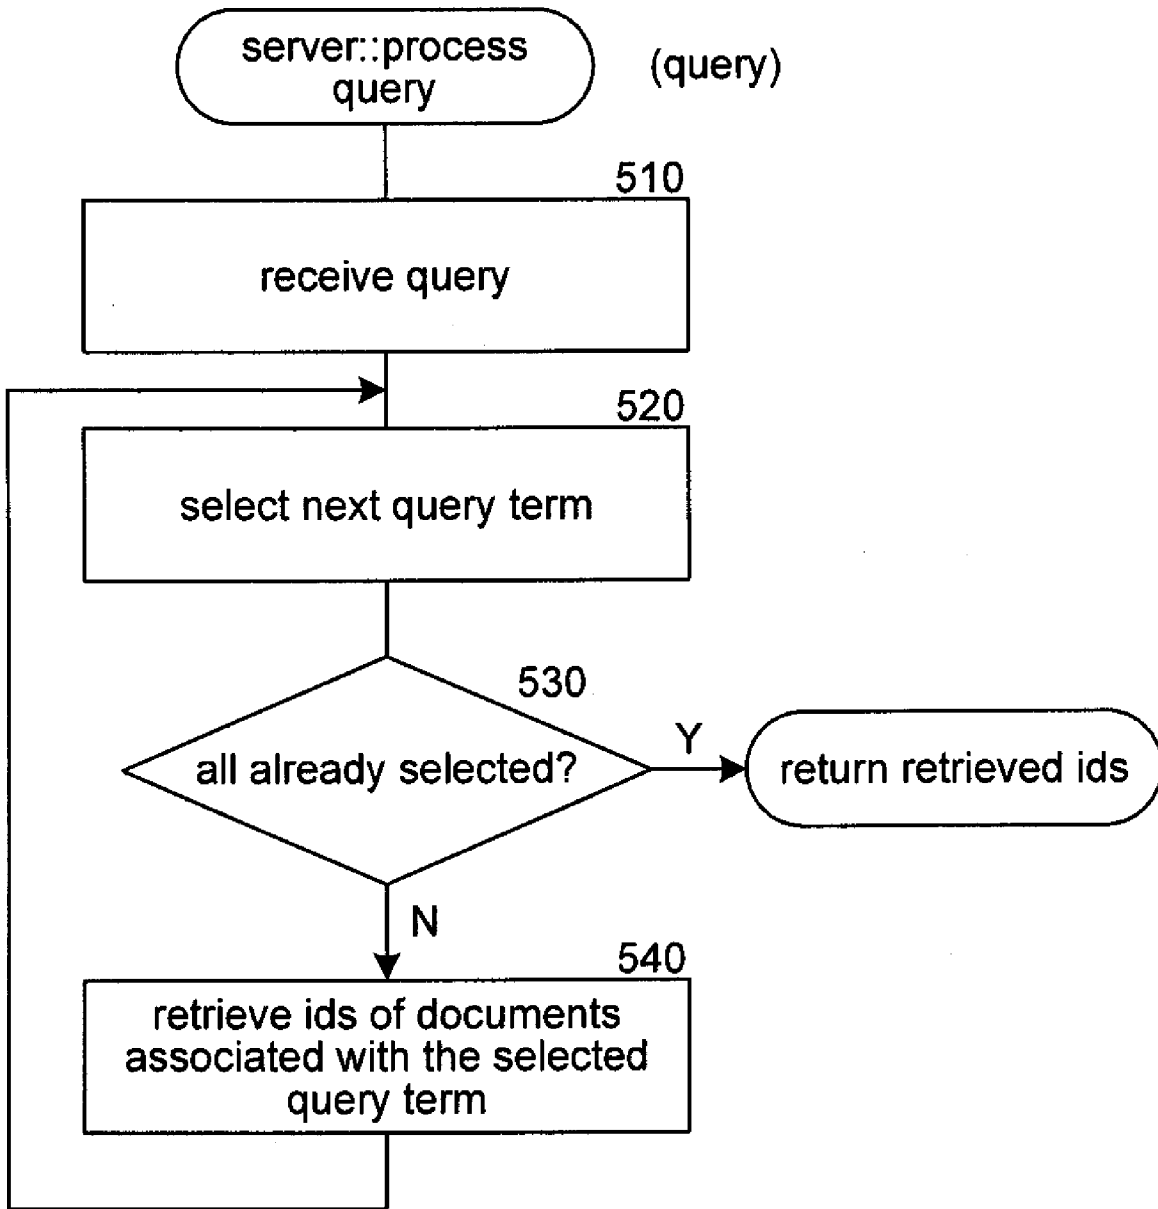 server::process
query
(query)
510
receive query
520
select next query term
530
all already selected?
Y
return retrieved ids
N
540
retrieve ids of documents
associated with the selected
query term